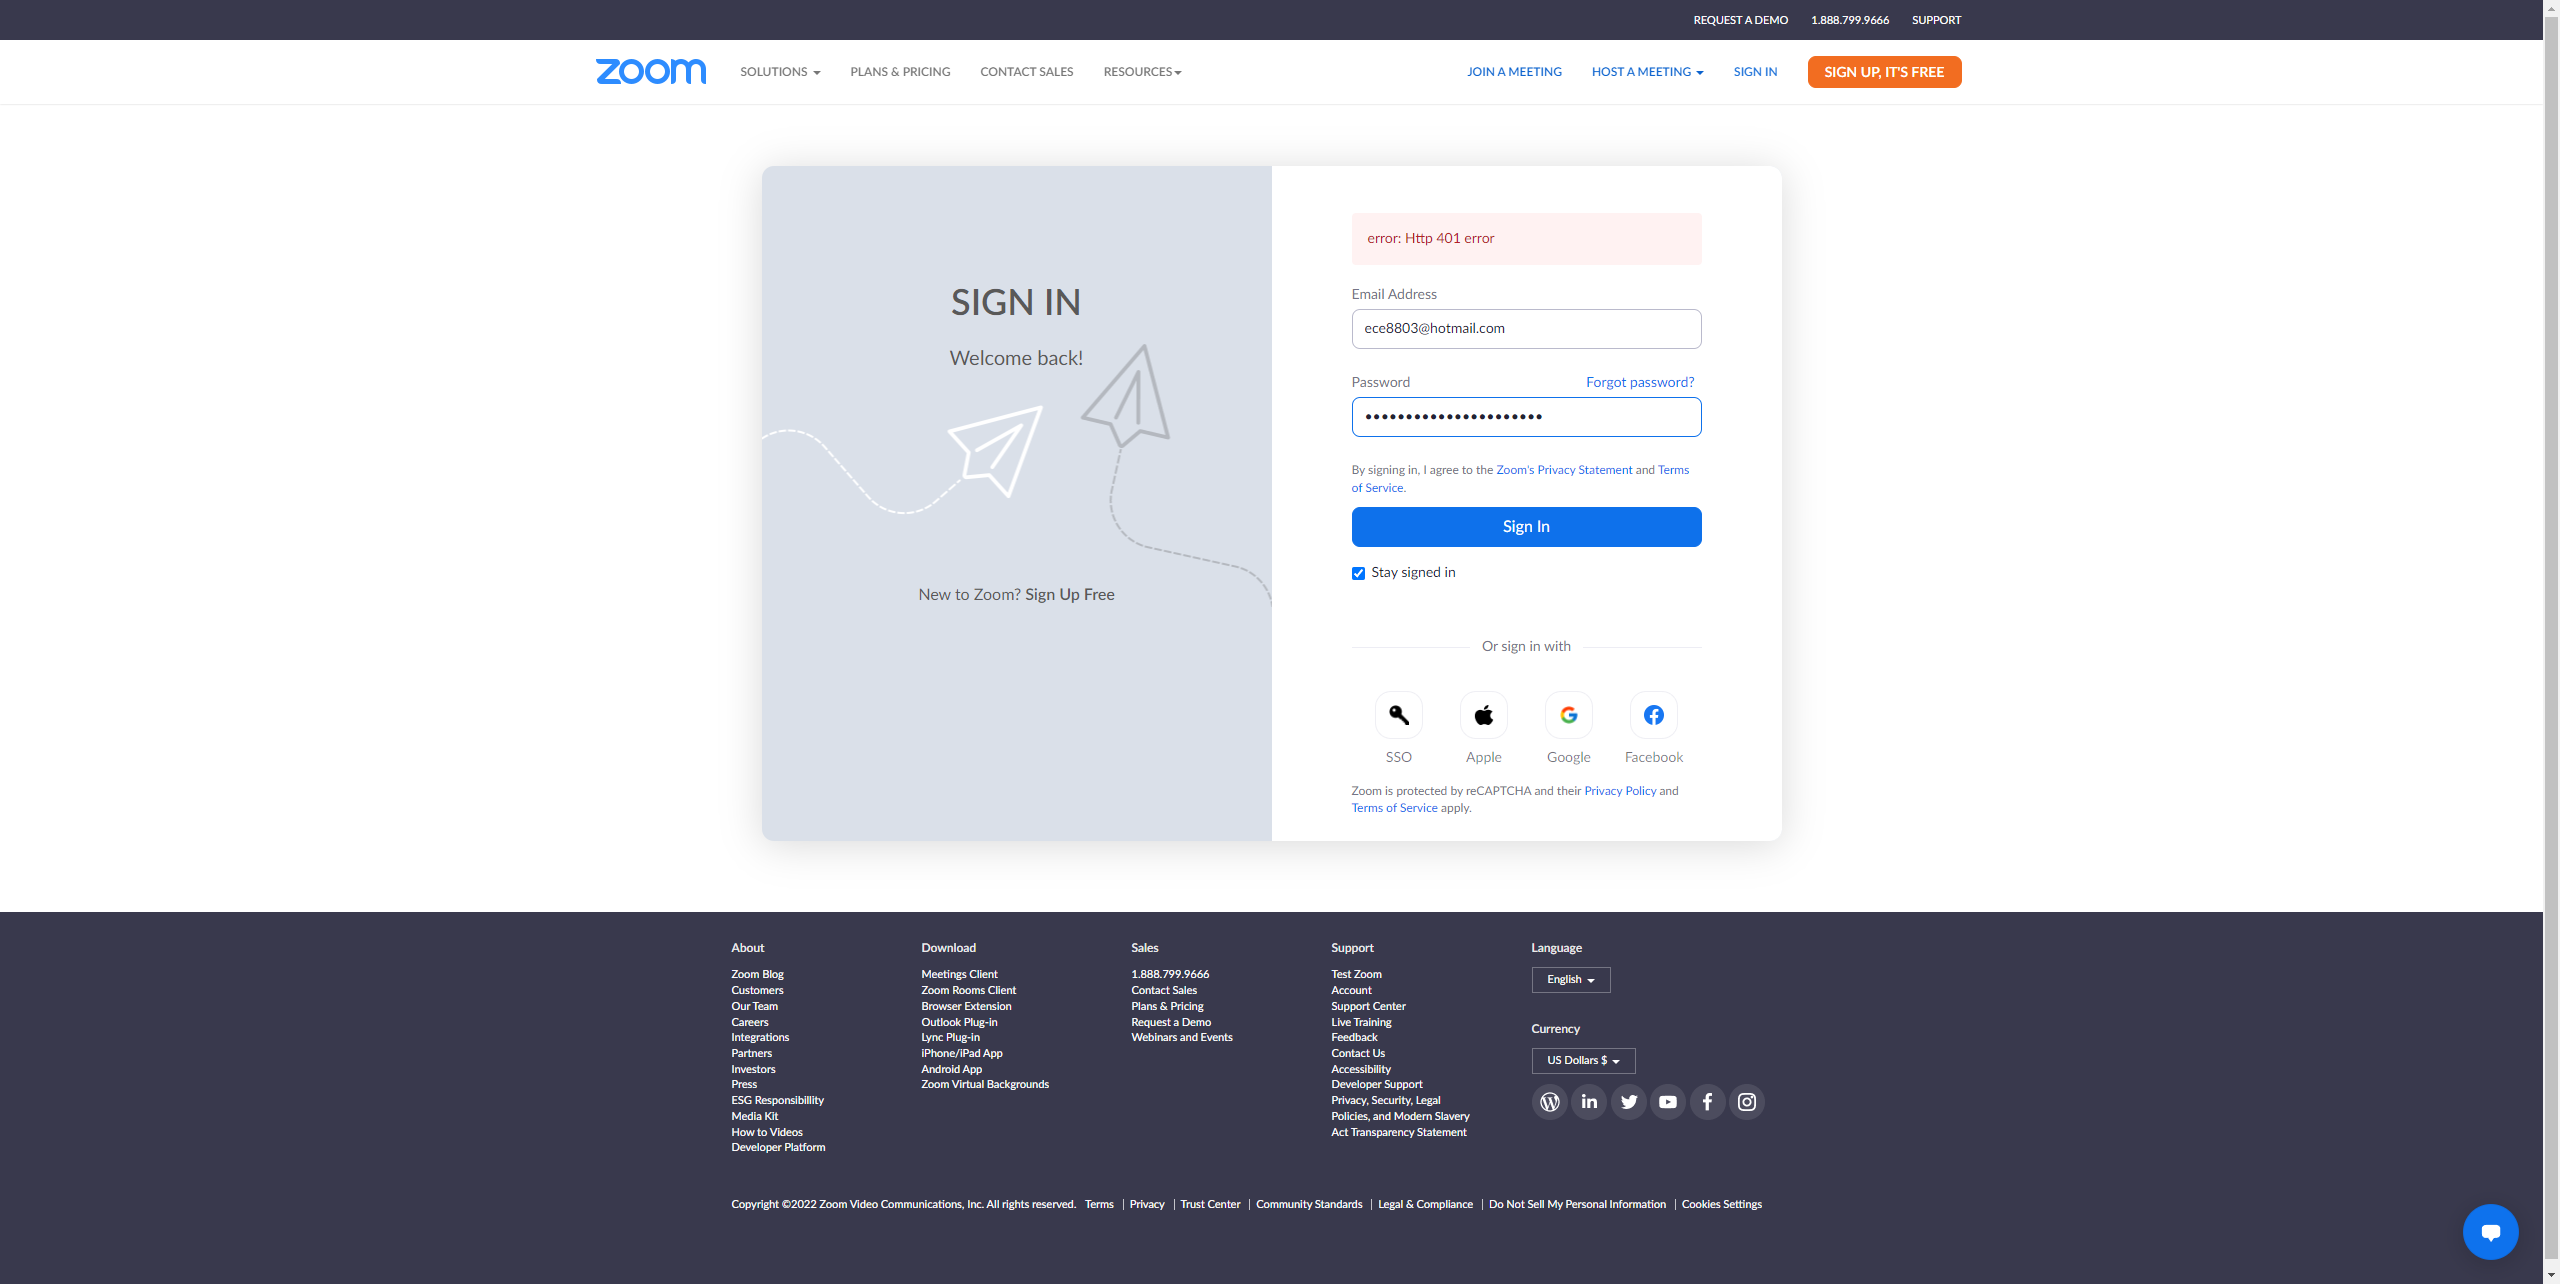 REQUEST A DEMO 1.888.799.9666 SUPPORT
zoom SOLUTIONS PLANS & PRICING CONTACT SALES RESOURCES JOIN A MEETING HOST A MEETING SIGN IN SIGN UP, IT'S FREE
SIGN IN
Welcome back!
New to Zoom? Sign Up Free
error: Http 401 error
Email Address
ece8803@hotmail.com
Password Forgot password?
By signing in, I agree to the Zoom's Privacy Statement and Terms
of Service.
Sign In
Stay signed in
Or sign in with
SSO Apple Google Facebook
Zoom is protected by reCAPTCHA and their Privacy Policy and
Terms of Service apply.
About
Zoom Blog
Customers
Our Team
Careers
Integrations
Partners
Investors
Press
ESG Responsibillity
Media Kit
How to Videos
Developer Platform
Download
Meetings Client
Zoom Rooms Client
Browser Extension
Outlook Plug-in
Lync Plug-in
iPhone/iPad App
Android App
Zoom Virtual Backgrounds
Sales
1.888.799.9666
Contact Sales
Plans & Pricing
Request a Demo
Webinars and Events
Support
Test Zoom
Account
Support Center
Live Training
Feedback
Contact Us
Accessibility
Developer Support
Privacy, Security, Legal
Policies, and Modern Slavery
Act Transparency Statement
Language
English
Currency
US Dollars $
Copyright ©2022 Zoom Video Communications, Inc. All rights reserved. Terms | Privacy | Trust Center | Community Standards | Legal & Compliance | Do Not Sell My Personal Information | Cookies Settings